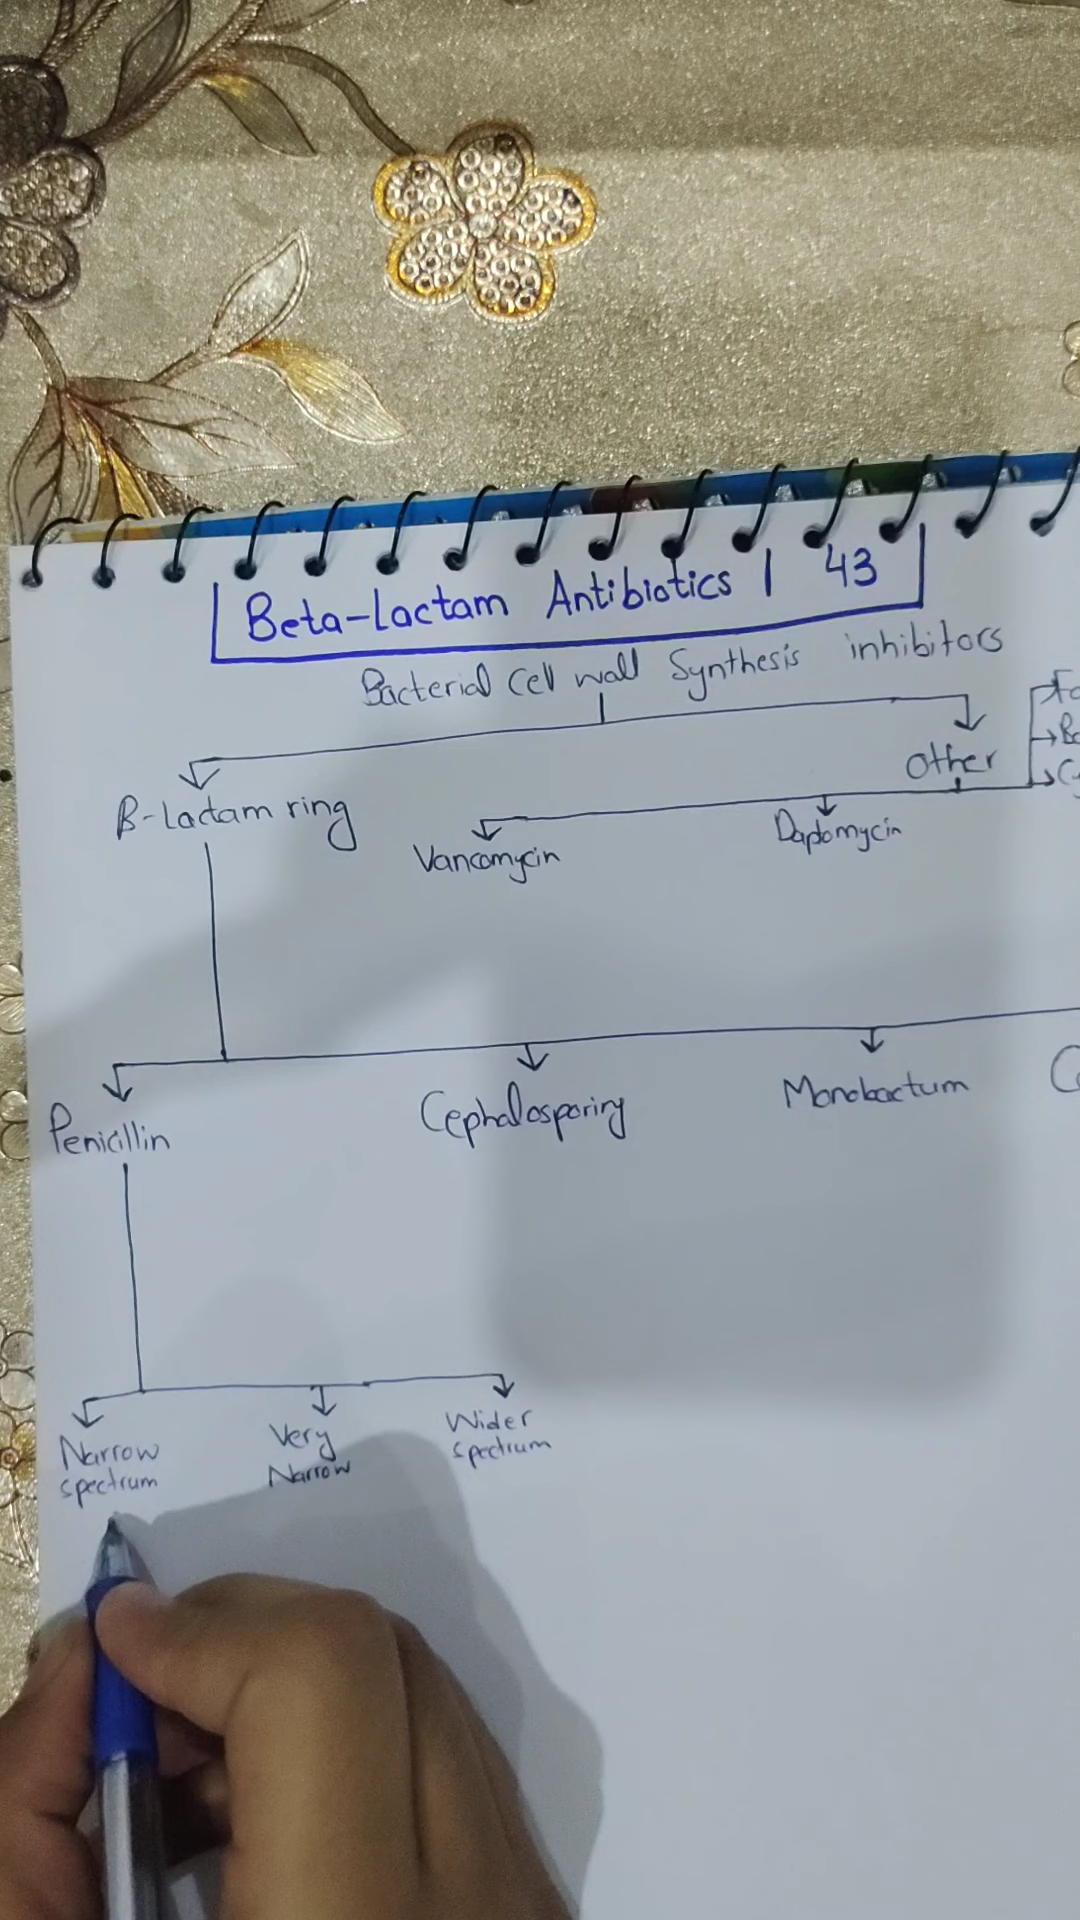 Beta-Lactam Antibiotics | 43
Bacterial Cell wall Synthesis inhibitors
Other
β-Lactam ring
Vancomycin
Daptomycin
Penicillin
Cephalosporing
Monobactum
Narrow
spectrum
Very
Narrow
Wider
spectrum